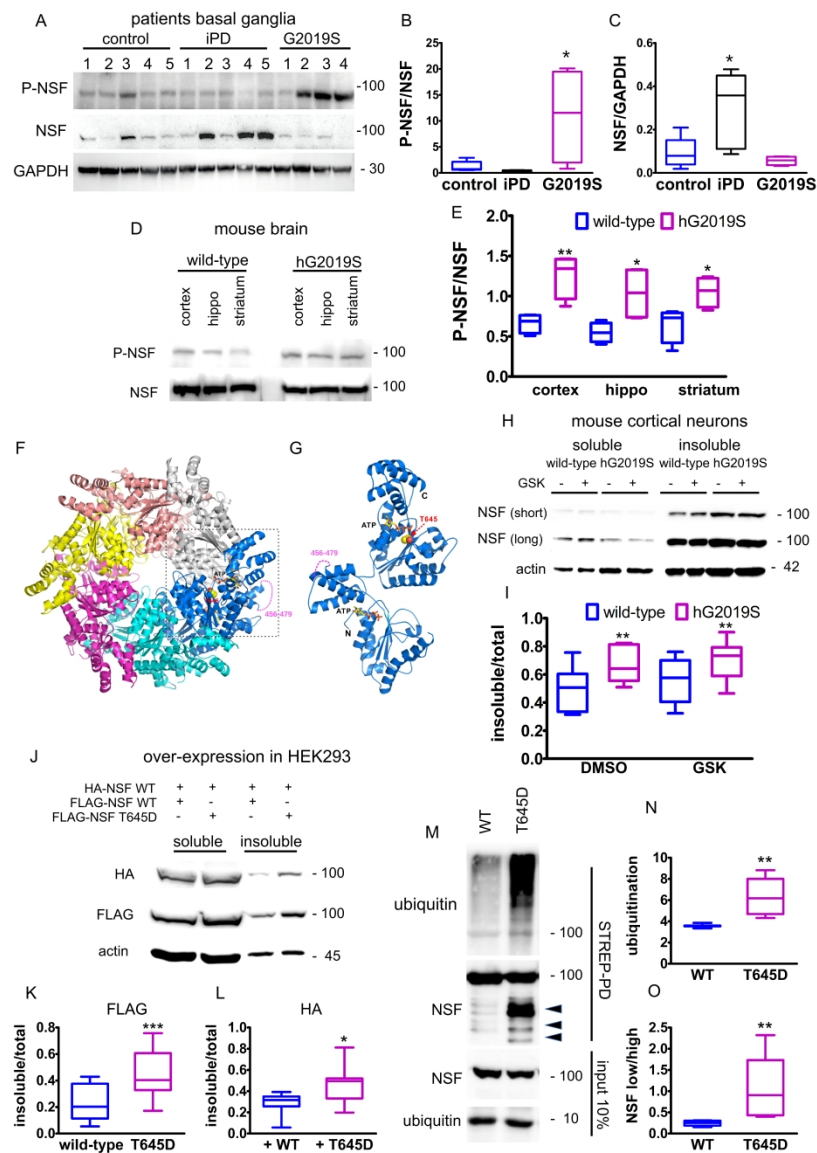 A
patients basal ganglia
control iPD G2019S
1 2 3 4 5 1 2 3 4 5 1 2 3 4
P-NSF -100
NSF -100
GAPDH - 30
B
P-NSF/NSF
25
20
15
10
5
0
*
control iPD G2019S
C
NSF/GAPDH
0.6
0.4
0.2
0.0
*
control iPD G2019S
D
mouse brain
wild-type hG2019S
cortex hippo striatum cortex hippo striatum
P-NSF - 100
NSF - 100
E
wild-type hG2019S
P-NSF/NSF
2.0
1.5
1.0
0.5
0.0
** * *
cortex hippo striatum
F
ATP
456-479
G
C
ATP T645
456-479
ATP
N
H
mouse cortical neurons
soluble insoluble
wild-type hG2019S wild-type hG2019S
GSK - + - + - + - +
NSF (short) - 100
NSF (long) - 100
actin - 42
I
wild-type hG2019S
insoluble/total
1.0
0.8
0.6
0.4
0.2
0.0
** **
DMSO GSK
J
over-expression in HEK293
HA-NSF WT + + + +
FLAG-NSF WT + - + -
FLAG-NSF T645D - + - +
soluble insoluble
HA - 100
FLAG - 100
actin - 45
K
FLAG
insoluble/total
0.8
0.6
0.4
0.2
0.0
***
wild-type T645D
L
HA
insoluble/total
1.0
0.8
0.6
0.4
0.2
0.0
*
+ WT + T645D
M
WT T645D
ubiquitin
- 100
- 100
NSF
STREP-PD
NSF - 100
ubiquitin - 10
input 10%
N
ubiquitination
10
8
6
4
2
0
**
WT T645D
O
NSF low/high
2.5
2.0
1.5
1.0
0.5
0.0
**
WT T645D